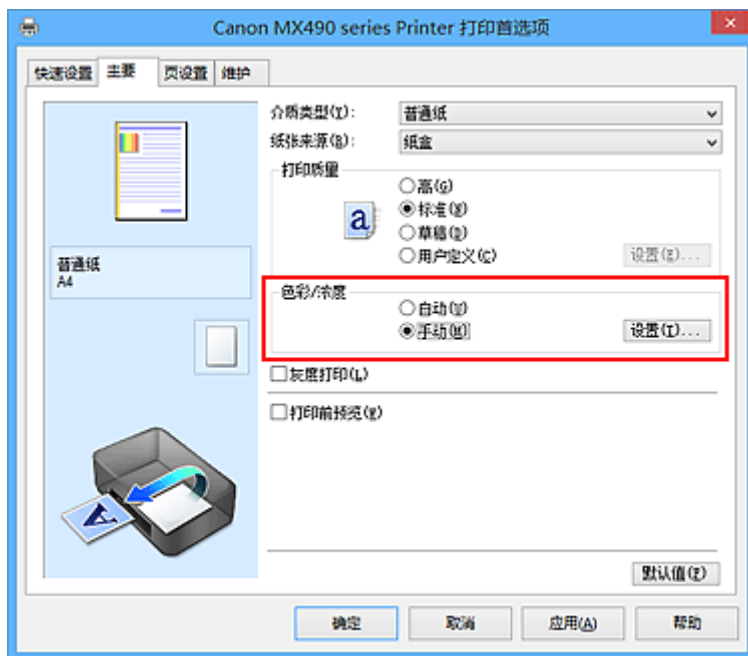 Canon MX490 series Printer 打印首选项
快速设置 主要 页设置 维护
介质类型(Y): 普通纸
纸张来源(R): 纸盒
打印质量
高(G)
a
标准(X)
草稿(D)
用户定义(C) 设置(E)...
普通纸
A4
色彩/浓度
自动(U)
手动(M) 设置(I)...
灰度打印(L)
打印前预览(W)
A
默认值(F)
确定 取消 应用(A) 帮助